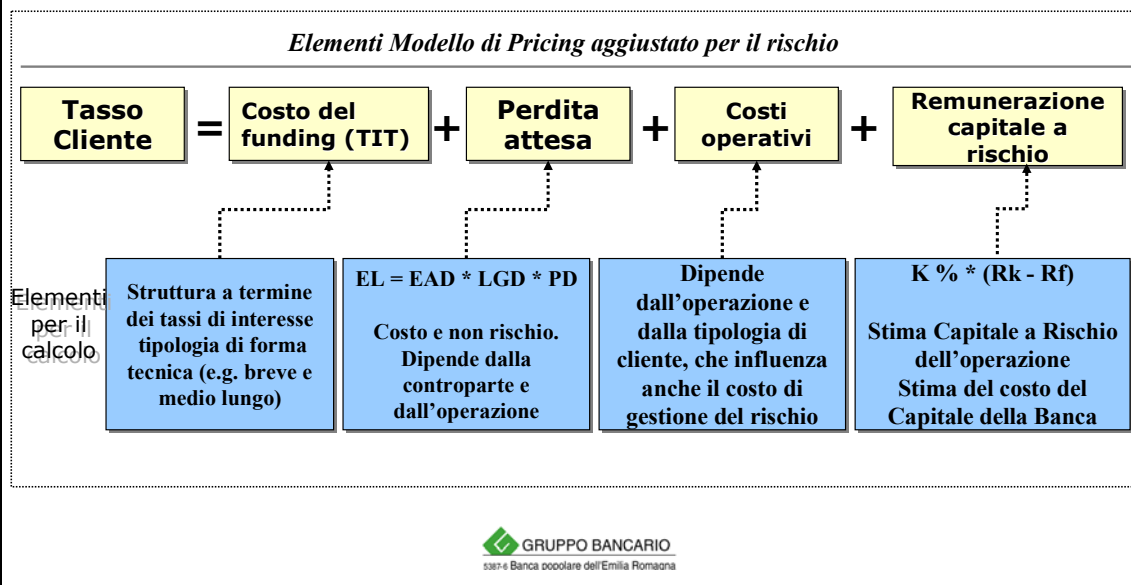 Elementi Modello di Pricing aggiustato per il rischio
Tasso
Cliente
=
Costo del
funding (TIT)
+
Perdita
attesa
+
Costi
operativi
+
Remunerazione
capitale a
rischio
Elementi
per il
calcolo
Struttura a termine
dei tassi di interesse
tipologia di forma
tecnica (e.g. breve e
medio lungo)
EL = EAD * LGD * PD
Costo e non rischio.
Dipende dalla
controparte e
dall'operazione
Dipende
dall'operazione e
dalla tipologia di
cliente, che influenza
anche il costo di
gestione del rischio
K % * (Rk - Rf)
Stima Capitale a Rischio
dell'operazione
Stima del costo del
Capitale della Banca
GRUPPO BANCARIO
5387-6 Banca popolare dell'Emilia Romagna